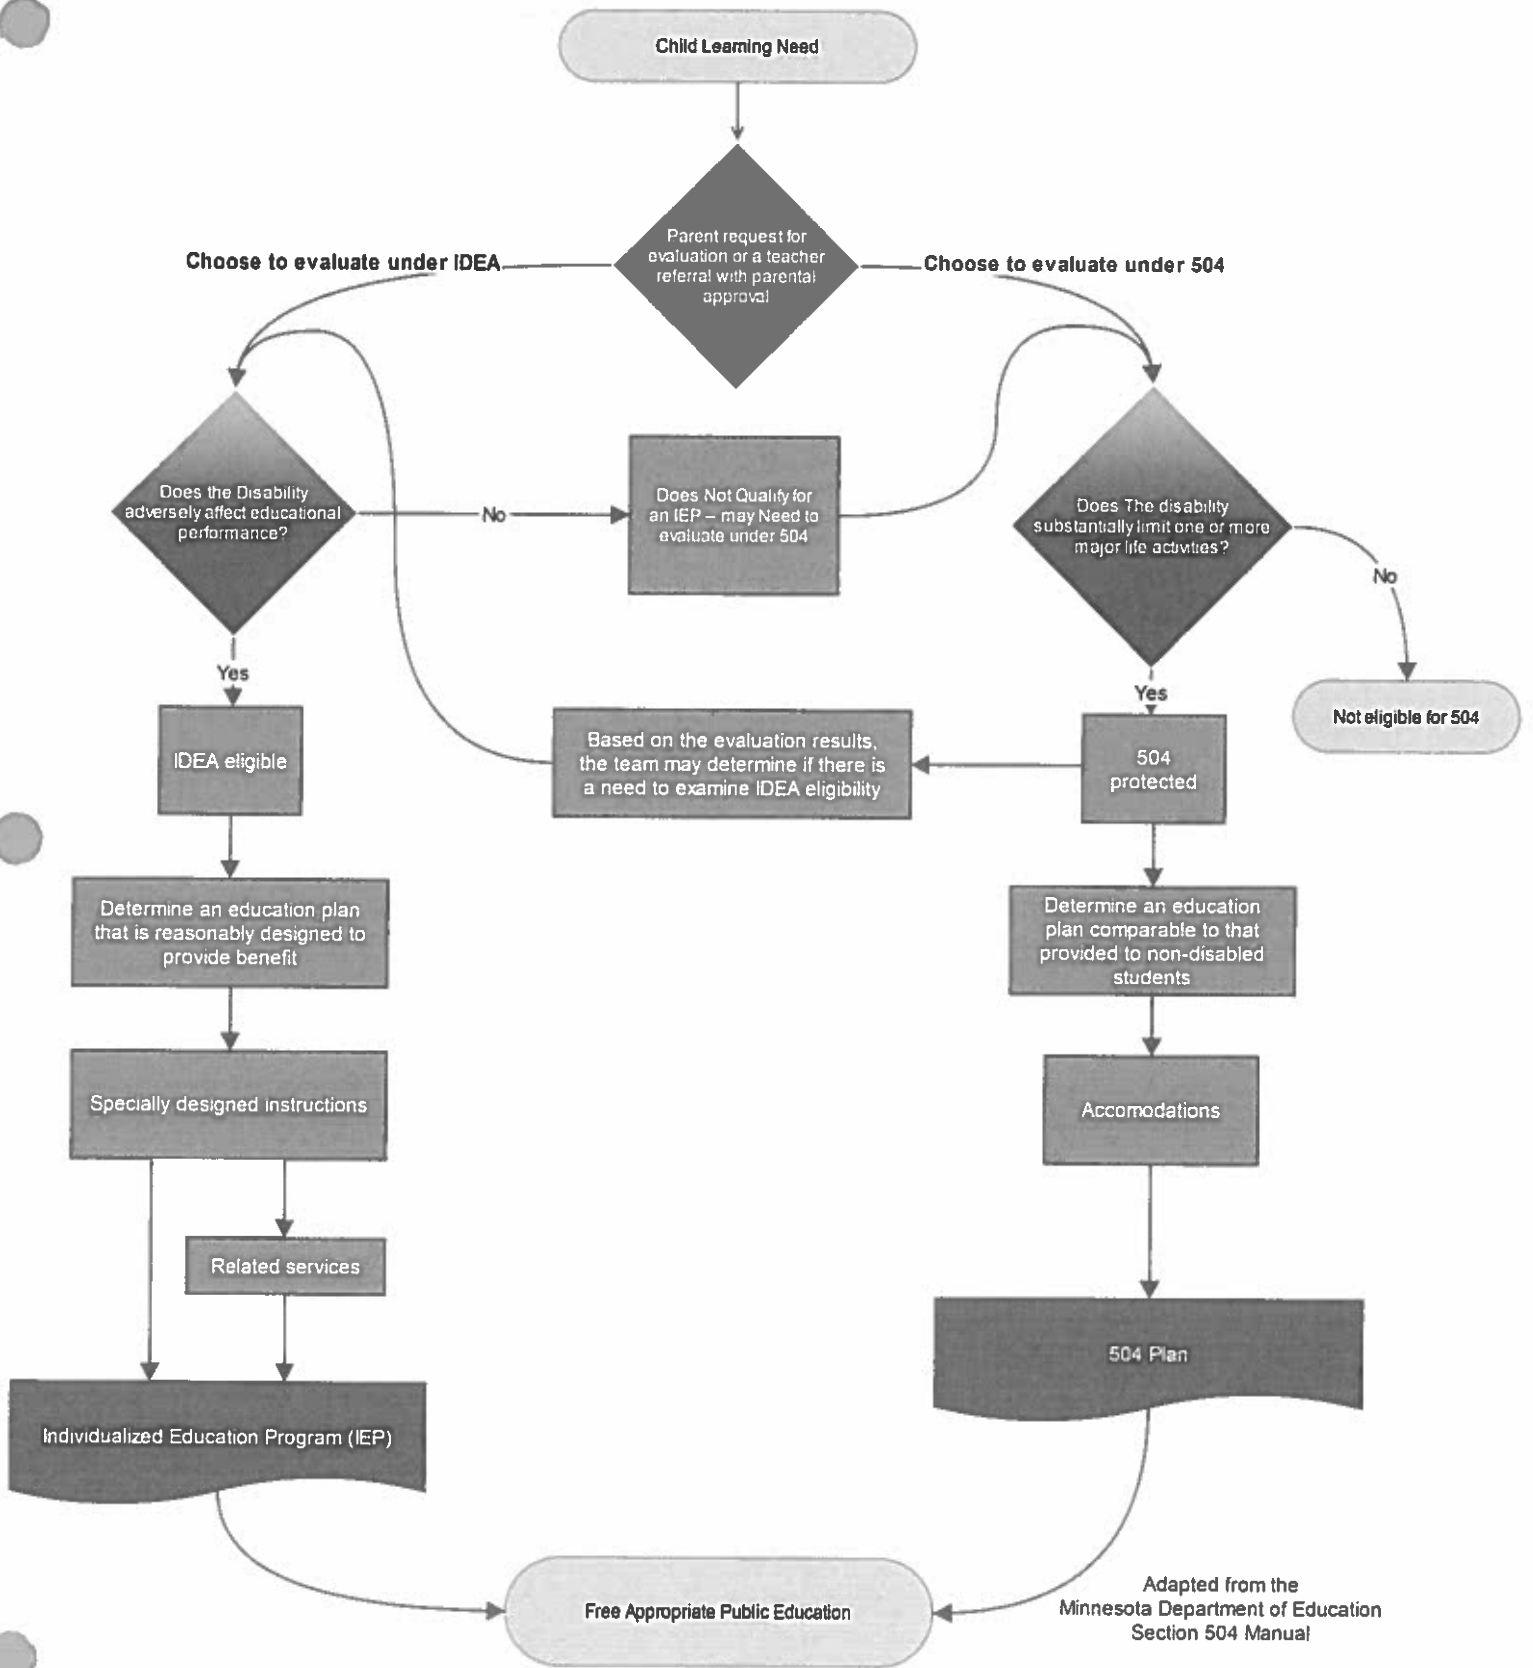 Child Learning Need
Parent request for
evaluation or a teacher
referral with parental
approval
Choose to evaluate under IDEA
Choose to evaluate under 504
Does the Disability
adversely affect educational
performance?
No
Does Not Qualify for
an IEP – may Need to
evaluate under 504
Does The disability
substantially limit one or more
major life activities?
No
Yes
Yes
Not eligible for 504
IDEA eligible
Based on the evaluation results,
the team may determine if there is
a need to examine IDEA eligibility
504
protected
Determine an education plan
that is reasonably designed to
provide benefit
Determine an education
plan comparable to that
provided to non-disabled
students
Specially designed instructions
Accomodations
Related services
504 Plan
Individualized Education Program (IEP)
Free Appropriate Public Education
Adapted from the
Minnesota Department of Education
Section 504 Manual